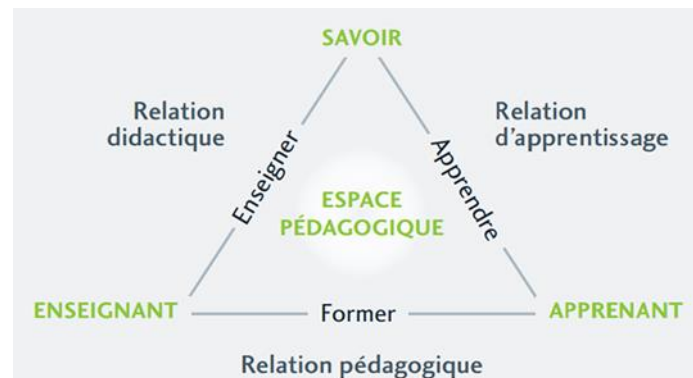 SAVOIR
Relation
didactique
Relation
d'apprentissage
Enseigner
Apprendre
ESPACE
PÉDAGOGIQUE
ENSEIGNANT
Former
APPRENANT
Relation pédagogique